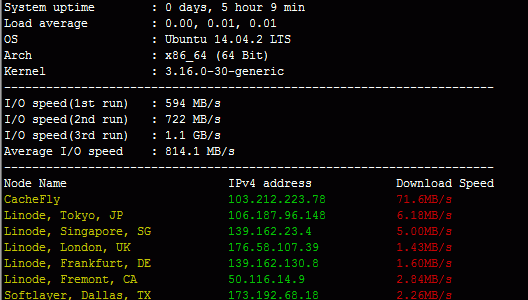 System uptime : 0 days, 5 hour 9 min
Load average : 0.00, 0.01, 0.01
OS : Ubuntu 14.04.2 LTS
Arch : x86_64 (64 Bit)
Kernel : 3.16.0-30-generic
----------------------------------------------------------------------
I/O speed(1st run) : 594 MB/s
I/O speed(2nd run) : 722 MB/s
I/O speed(3rd run) : 1.1 GB/s
Average I/O speed : 814.1 MB/s
----------------------------------------------------------------------
Node Name IPv4 address Download Speed
CacheFly 103.212.223.78 71.6MB/s
Linode, Tokyo, JP 106.187.96.148 6.18MB/s
Linode, Singapore, SG 139.162.23.4 5.00MB/s
Linode, London, UK 176.58.107.39 1.43MB/s
Linode, Frankfurt, DE 139.162.130.8 1.60MB/s
Linode, Fremont, CA 50.116.14.9 2.84MB/s
Softlayer, Dallas, TX 173.192.68.18 2.26MB/s